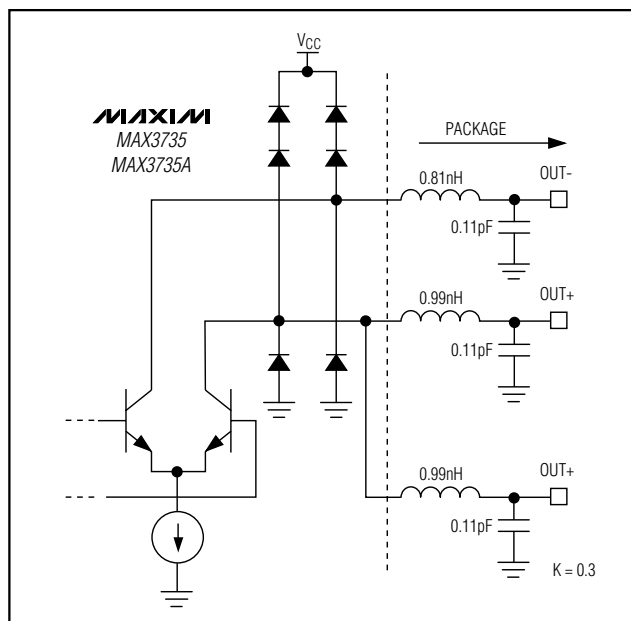 VCC
MAXIM
MAX3735
MAX3735A
PACKAGE
0.81nH
OUT-
0.11pF
0.99nH
OUT+
0.11pF
0.99nH
OUT+
0.11pF
K = 0.3